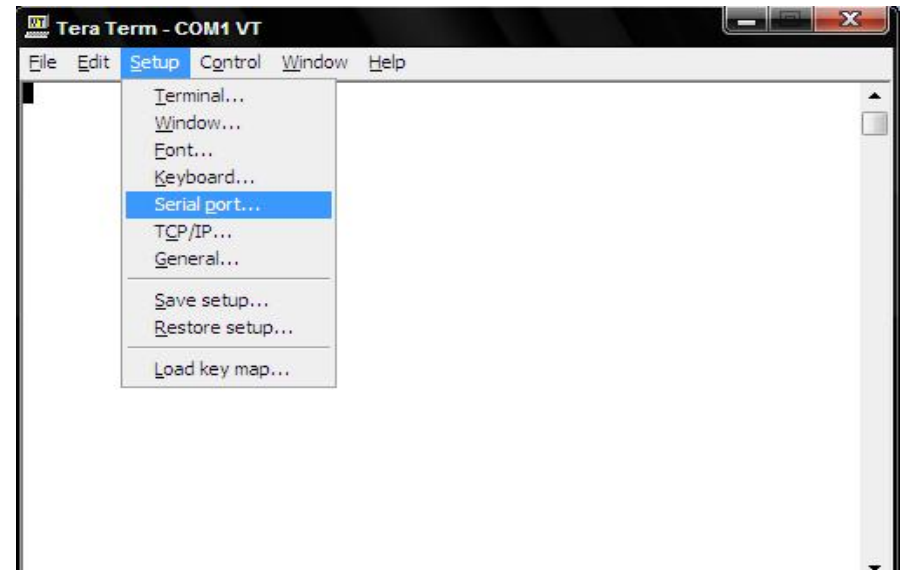 Tera Term - COM1 VT
File Edit Setup Control Window Help
Terminal...
Window...
Font...
Keyboard...
Serial port...
TCP/IP...
General...
Save setup...
Restore setup...
Load key map...